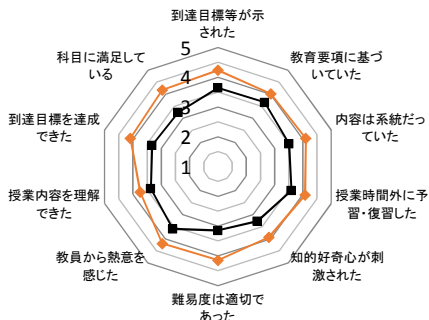 到達目標等が示
された
教育要項に基づ
いていた
内容は系統だっ
ていた
授業時間外に予
習・復習した
知的好奇心が刺
激された
難易度は適切で
あった
教員から熱意を
感じた
授業内容を理解
できた
到達目標を達成
できた
科目に満足して
いる
5
4
3
2
1